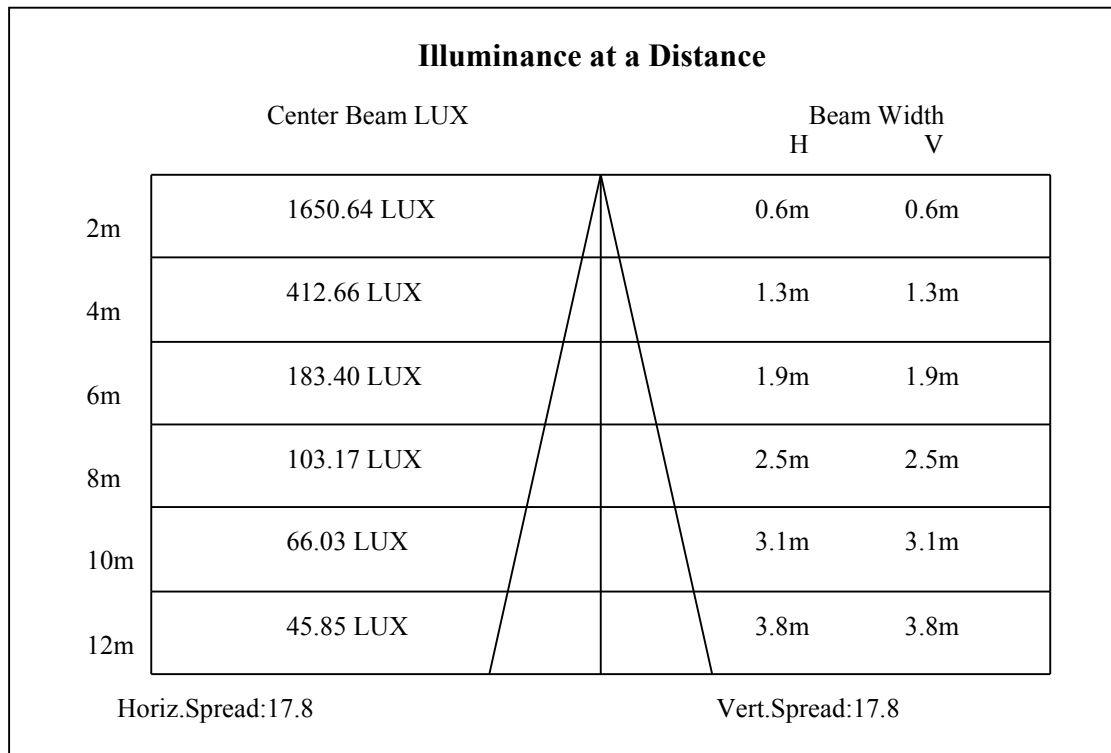 Illuminance at a Distance
Center Beam LUX Beam Width
H V
2m 1650.64 LUX 0.6m 0.6m
4m 412.66 LUX 1.3m 1.3m
6m 183.40 LUX 1.9m 1.9m
8m 103.17 LUX 2.5m 2.5m
10m 66.03 LUX 3.1m 3.1m
12m 45.85 LUX 3.8m 3.8m
Horiz.Spread:17.8 Vert.Spread:17.8